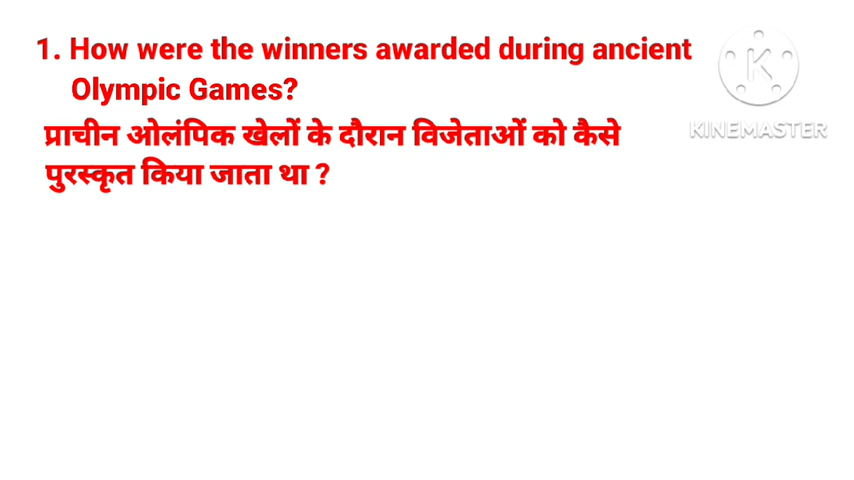 1. How were the winners awarded during ancient
Olympic Games?
प्राचीन ओलंपिक खेलों के दौरान विजेताओं को कैसे
पुरस्कृत किया जाता था ?
K
KINEMASTER